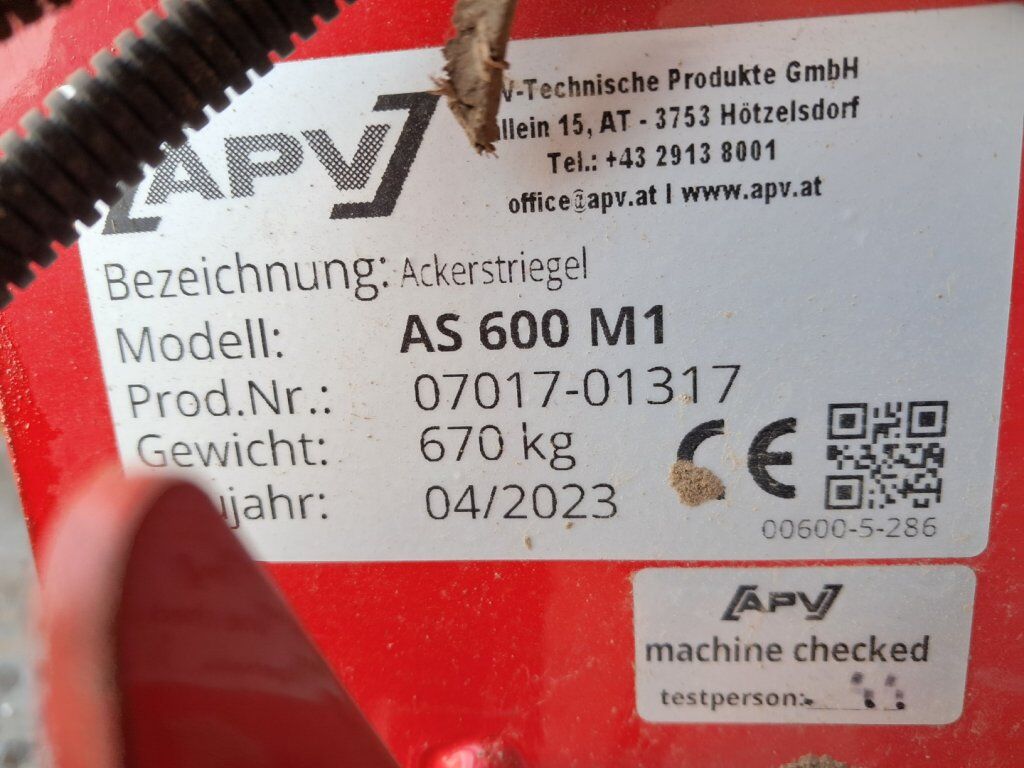 APV
V-Technische Produkte GmbH
llein 15, AT - 3753 Hötzelsdorf
Tel.: +43 2913 8001
office@apv.at I www.apv.at
Bezeichnung: Ackerstriegel
Modell: AS 600 M1
Prod.Nr.: 07017-01317
Gewicht: 670 kg
ujahr: 04/2023
CE
00600-5-286
APV
machine checked
testperson: